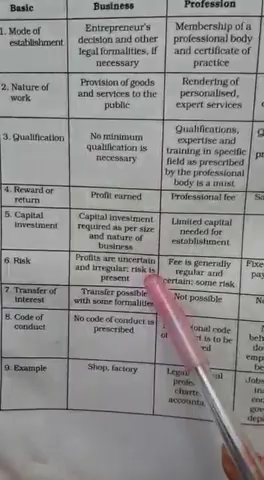 Basic Business Profession
1. Mode of establishment
Entrepreneur's
decision and other
legal formalities, if
necessary
Membership of a
professional body
and certificate of
practice
2. Nature of
work
Provision of goods
and services to the
public
Rendering of
personalised,
expert services
3. Qualification
No minimum
qualification is
necessary
Qualifications,
expertise and
training in specific
field as prescribed
by the professional
body is a must
4. Reward or
return
Profit earned
Professional fee
5. Capital
investment
Capital investment
required as per size
and nature of
business
Limited capital
needed for
establishment
6. Risk
Profits are uncertain
and irregular; risk is
present
Fee is generally
regular and
certain; some risk
7. Transfer of
interest
Transfer possible
with some formalities
Not possible
8. Code of
conduct
No code of conduct is
prescribed
code
is to be
9. Example
Shop, factory